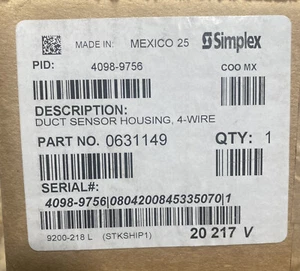 MADE IN: MEXICO 25 Simplex
PID: 4098-9756 COO MX
DESCRIPTION:
DUCT SENSOR HOUSING, 4-WIRE
PART NO. 0631149 QTY: 1
SERIAL#:
4098-9756|0804200845335070|1
9200-218 L (STKSHIP1) 20 217 V